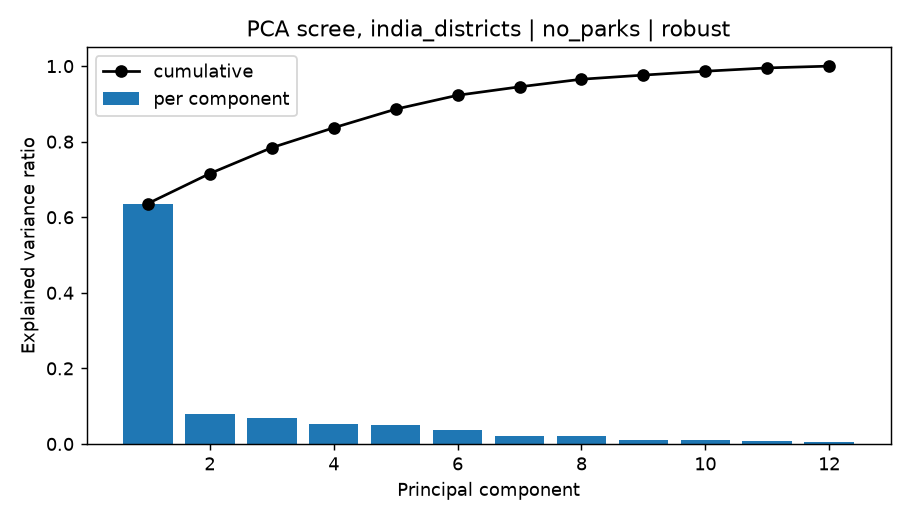 PCA scree, india_districts | no_parks | robust
cumulative
per component
Explained variance ratio
1.0
0.8
0.6
0.4
0.2
0.0
2 4 6 8 10 12
Principal component